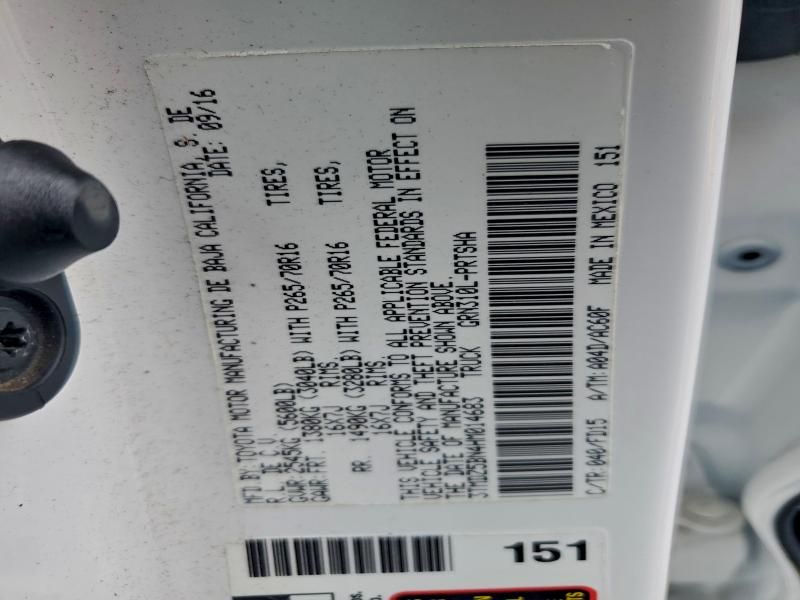 MFD BY: TOYOTA MOTOR MANUFACTURING DE BAJA CALIFORNIA, S. DE
R. L. DE C.V. DATE: 09/16
GVWR: 2545KG (5600LB)
GAWR:FRT. 1380KG (3040LB) WITH P265/70R16 TIRES,
16X7J RIMS
RR. 1490KG (3280LB) WITH P265/70R16 TIRES,
16X7J RIMS
THIS VEHICLE CONFORMS TO ALL APPLICABLE FEDERAL MOTOR
VEHICLE SAFETY AND THEFT PREVENTION STANDARDS IN EFFECT ON
THE DATE OF MANUFACTURE SHOWN ABOVE.
TRUCK GRN310L-PRTSHA
C/TR:040/FD15 A/TM:A04D/AC60F MADE IN MEXICO 151
151